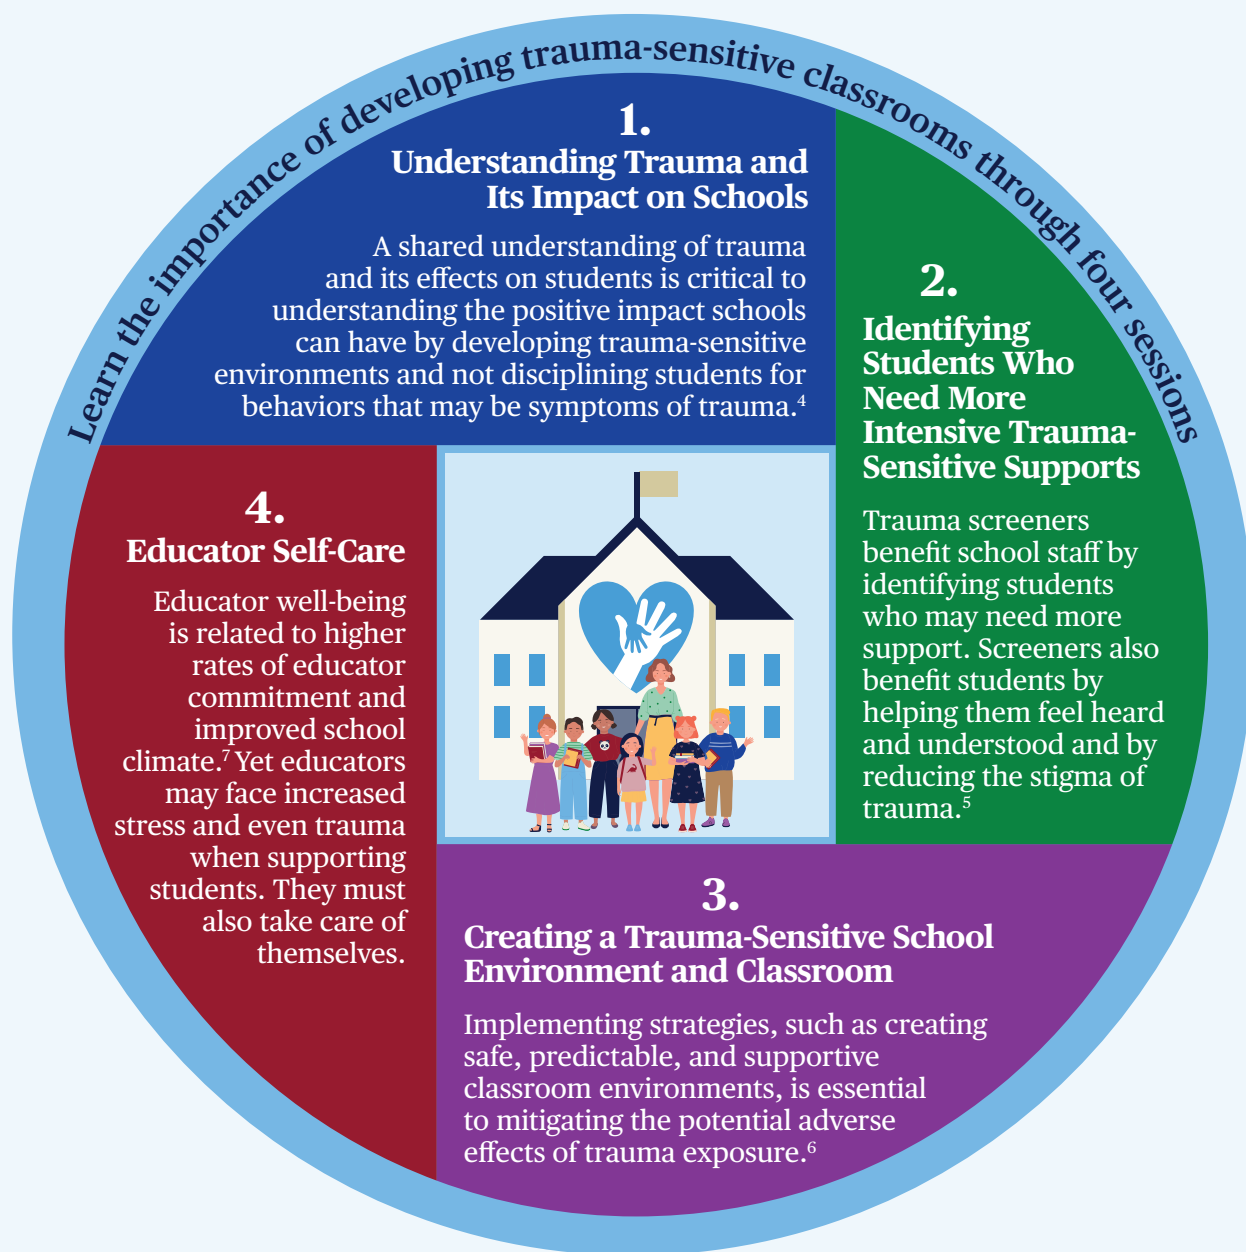 Learn the importance of developing trauma-sensitive classrooms through four sessions
1.
Understanding Trauma and
Its Impact on Schools
A shared understanding of trauma
and its effects on students is critical to
understanding the positive impact schools
can have by developing trauma-sensitive
environments and not disciplining students for
behaviors that may be symptoms of trauma.⁴
2.
Identifying
Students Who
Need More
Intensive Trauma-
Sensitive Supports
Trauma screeners
benefit school staff by
identifying students
who may need more
support. Screeners also
benefit students by
helping them feel heard
and understood and by
reducing the stigma of
trauma.⁵
3.
Creating a Trauma-Sensitive School
Environment and Classroom
Implementing strategies, such as creating
safe, predictable, and supportive
classroom environments, is essential
to mitigating the potential adverse
effects of trauma exposure.⁶
4.
Educator Self-Care
Educator well-being
is related to higher
rates of educator
commitment and
improved school
climate.⁷ Yet educators
may face increased
stress and even trauma
when supporting
students. They must
also take care of
themselves.